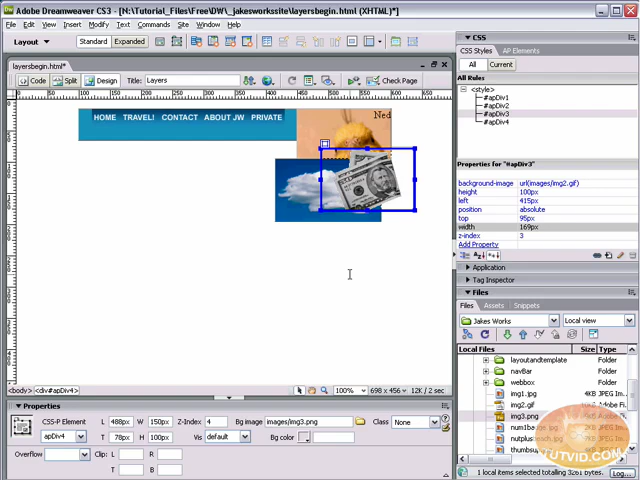 Adobe Dreamweaver CS3 - [N:\Tutorial_Files\Free\DW\_jakesworkssite\layersbegin.html (XHTML)*]
File Edit View Insert Modify Text Commands Site Window Help
Layout Standard Expanded
layersbegin.html*
Code Split Design Title: Layers Check Page
HOME TRAVEL! CONTACT ABOUT JW PRIVATE
Ned
<body> <div#apDiv4> 100% 698 x 456 12K / 2 sec
Properties
CSS-P Element L 488px W 150px Z-Index 4 Bg image images/img3.png Class None
apDiv4 T 78px H 100px Vis default Bg color
Overflow Clip: L R
T B
CSS
CSS Styles AP Elements
All Current
All Rules
<style>
#apDiv1
#apDiv2
#apDiv3
#apDiv4
Properties for "#apDiv3"
background-image url(images/img2.gif)
height 100px
left 415px
position absolute
top 95px
width 169px
z-index 3
Add Property
Application
Tag Inspector
Files
Files Assets Snippets
Jakes Works Local view
Local Files Size Type
layoutandtemplate Folder
navBar Folder
webbox Folder
img1.jpg 4KB JPEG Im
img2.gif
img3.png
TUTVID.COM
1 local items selected totalling 3261 bytes. Log...